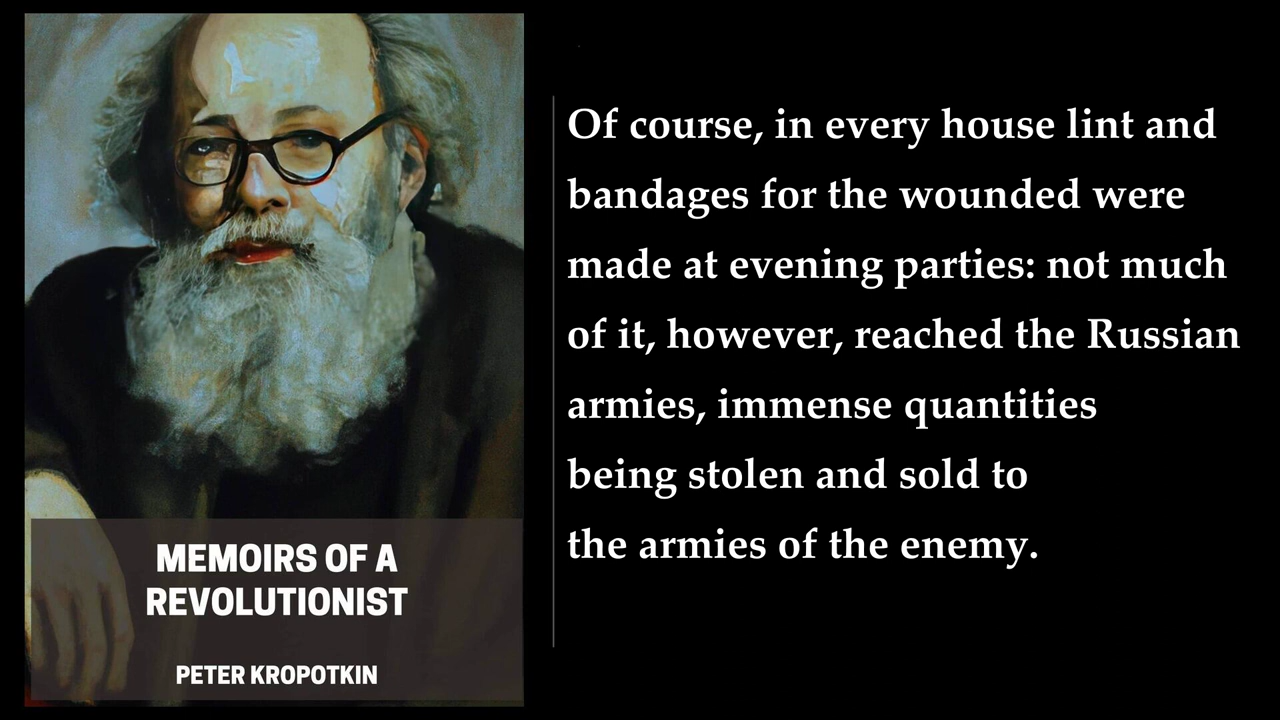 MEMOIRS OF A
REVOLUTIONIST
PETER KROPOTKIN
Of course, in every house lint and
bandages for the wounded were
made at evening parties: not much
of it, however, reached the Russian
armies, immense quantities
being stolen and sold to
the armies of the enemy.